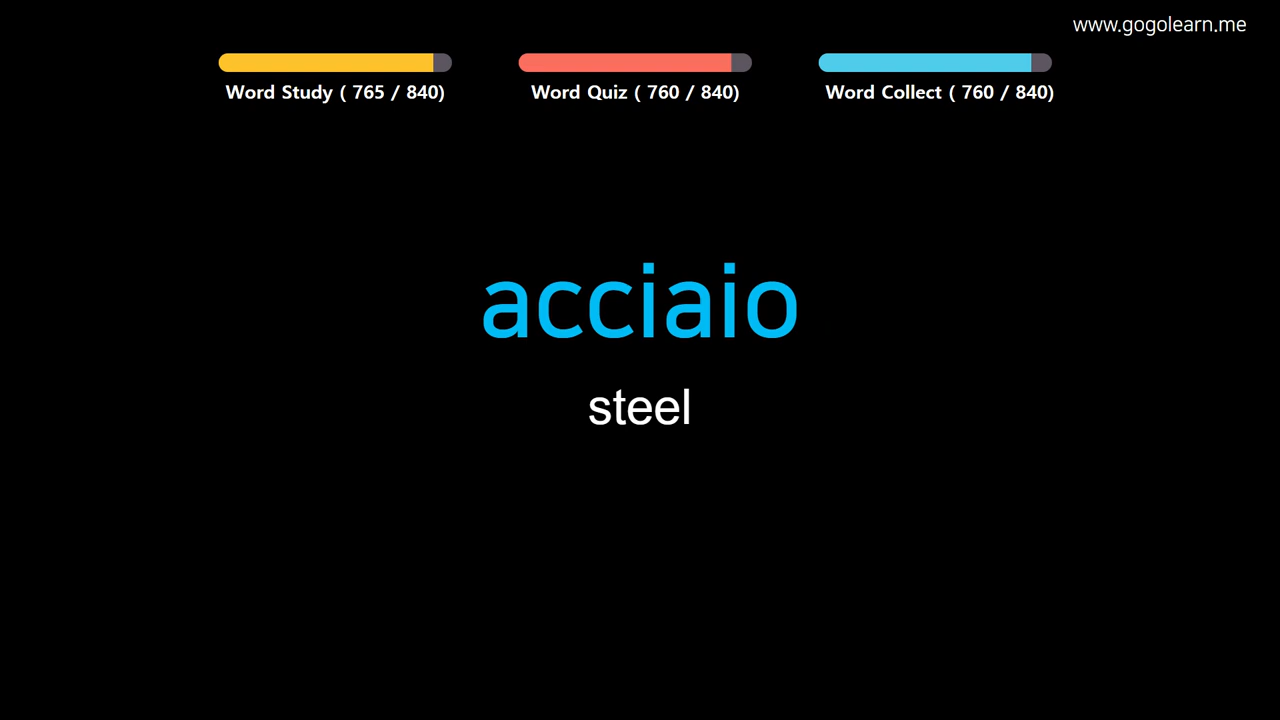 www.gogolearn.me
Word Study ( 765 / 840)
Word Quiz ( 760 / 840)
Word Collect ( 760 / 840)
acciaio
steel